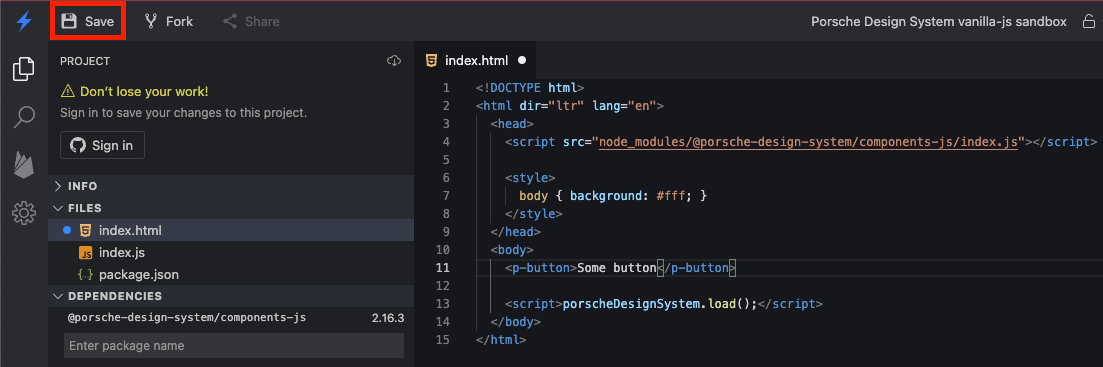 Save Fork Share Porsche Design System vanilla-js sandbox
PROJECT
Don't lose your work!
Sign in to save your changes to this project.
Sign in
INFO
FILES
index.html
JS index.js
{..} package.json
DEPENDENCIES
@porsche-design-system/components-js 2.16.3
Enter package name
index.html
1 <!DOCTYPE html>
2 <html dir="ltr" lang="en">
3 <head>
4 <script src="node_modules/@porsche-design-system/components-js/index.js"></script>
5
6 <style>
7 body { background: #fff; }
8 </style>
9 </head>
10 <body>
11 <p-button>Some button</p-button>
12
13 <script>porscheDesignSystem.load();</script>
14 </body>
15 </html>